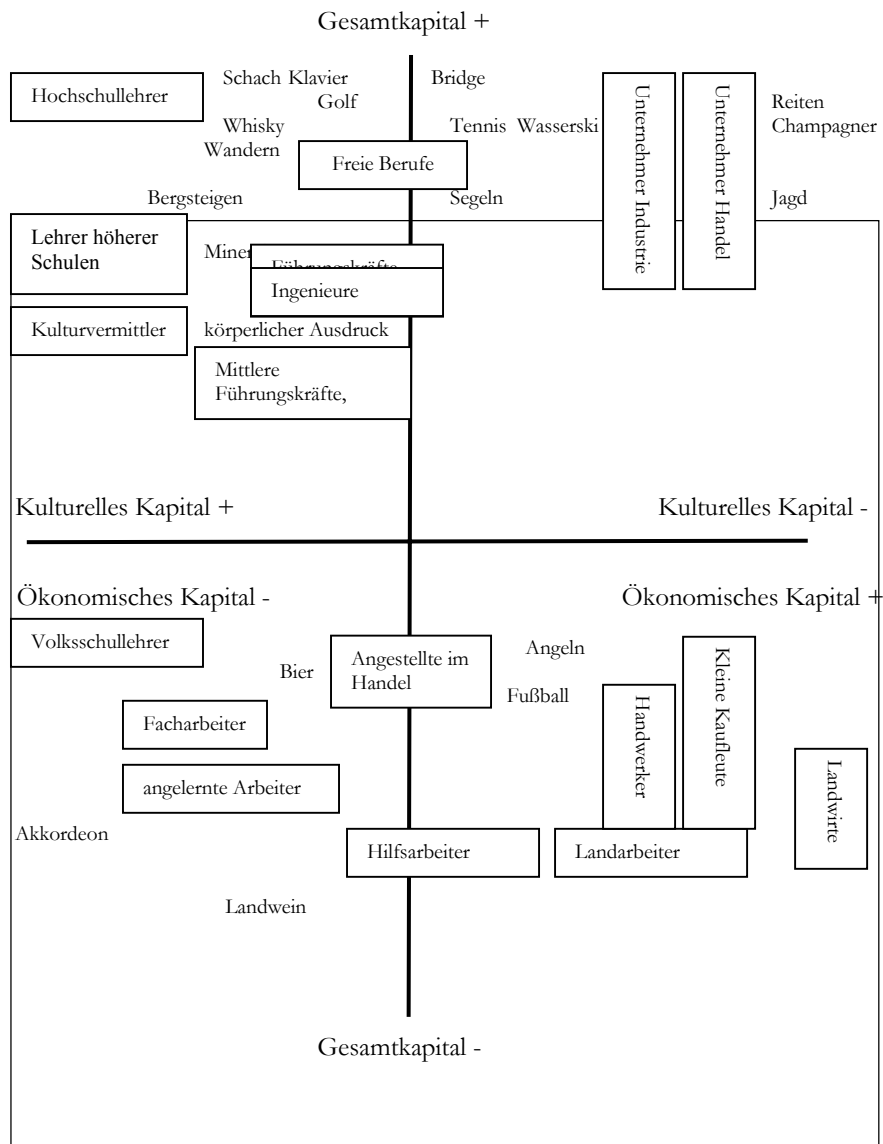 Gesamtkapital +
Schach Klavier
Bridge
Hochschullehrer
Golf
Reiten
Whisky
Tennis Wasserski
Champagner
Wandern
Freie Berufe
Unternehmer Industrie
Unternehmer Handel
Bergsteigen
Segeln
Jagd
Lehrer höherer
Schulen
Miner
Führungskräfte
Ingenieure
Kulturvermittler
körperlicher Ausdruck
Mittlere
Führungskräfte,
Kulturelles Kapital +
Kulturelles Kapital -
Ökonomisches Kapital -
Ökonomisches Kapital +
Volksschullehrer
Bier
Angestellte im
Handel
Angeln
Fußball
Kleine Kaufleute
Handwerker
Landwirte
Facharbeiter
angelernte Arbeiter
Akkordeon
Hilfsarbeiter
Landarbeiter
Landwein
Gesamtkapital -